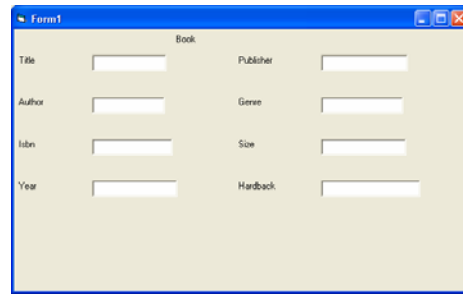 Form1
Book
Title Publisher
Author Genre
Isbn Size
Year Hardback